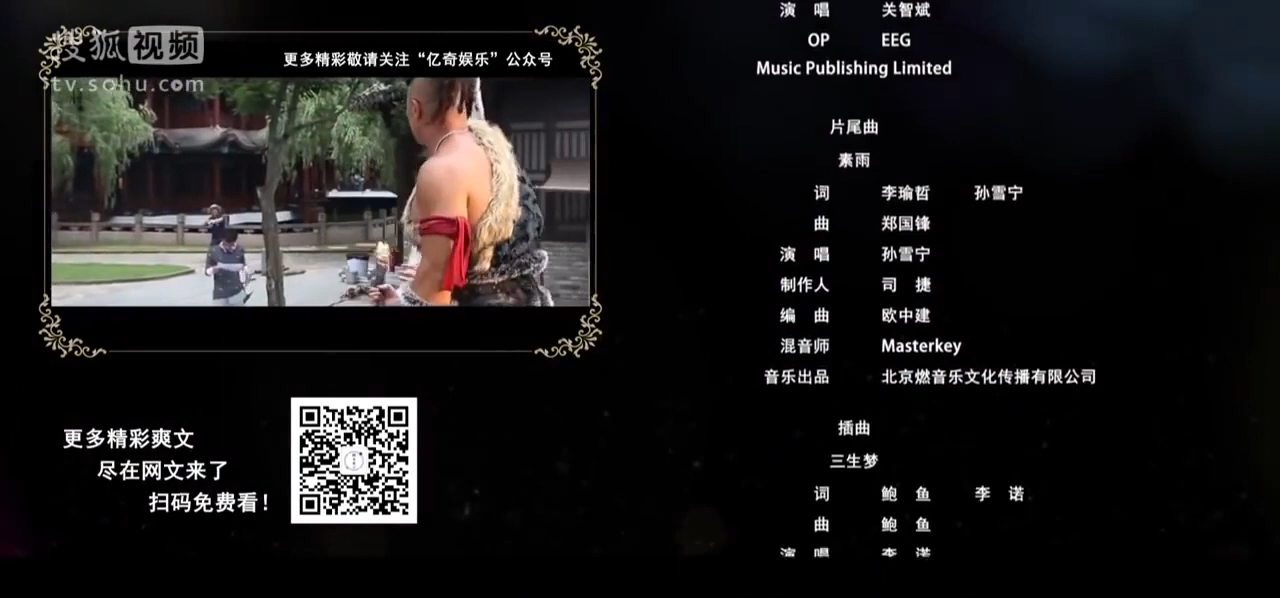 搜狐视频
tv.sohu.com
更多精彩敬请关注“亿奇娱乐”公众号
更多精彩爽文
尽在网文来了
扫码免费看！
演 唱 关智斌
OP EEG
Music Publishing Limited
片尾曲
素雨
词 李瑜哲 孙雪宁
曲 郑国锋
演 唱 孙雪宁
制作人 司 捷
编 曲 欧中建
混音师 Masterkey
音乐出品 北京燃音乐文化传播有限公司
插曲
三生梦
词 鲍 鱼 李 诺
曲 鲍 鱼
演 唱 李 诺